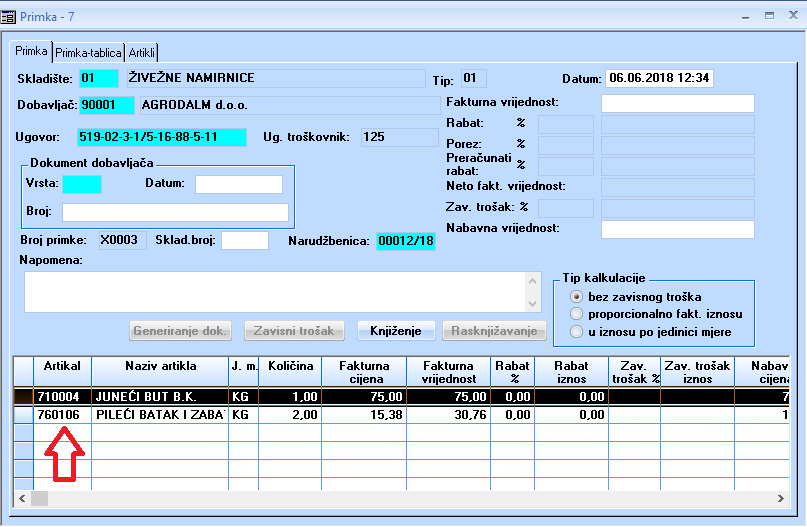 Primka - 7
Primka Primka-tablica Artikli
Skladište: 01 ŽIVEŽNE NAMIRNICE Tip: 01 Datum: 06.06.2018 12:34
Dobavljač: 90001 AGRODALM d.o.o. Fakturna vrijednost:
Rabat: %
Ugovor: 519-02-3-1/5-16-88-5-11 Ug. troškovnik: 125 Porez: %
Preračunati rabat: %
Dokument dobavljača
Vrsta: Datum: Neto fakt. vrijednost:
Broj: Zav. trošak: %
Broj primke: X0003 Sklad.broj: Narudžbenica: 00012/18 Nabavna vrijednost:
Napomena:
Tip kalkulacije
bez zavisnog troška
proporcionalno fakt. iznosu
u iznosu po jedinici mjere
Generiranje dok. Zavisni trošak Knjiženje Rasknjižavanje
Artikal Naziv artikla J. m. Količina Fakturna cijena Fakturna vrijednost Rabat % Rabat iznos Zav. trošak % Zav. trošak iznos Nabav cijena
710004 JUNEĆI BUT B.K. KG 1,00 75,00 75,00 0,00 0,00 7
760106 PILEĆI BATAK I ZABA KG 2,00 15,38 30,76 0,00 0,00 1